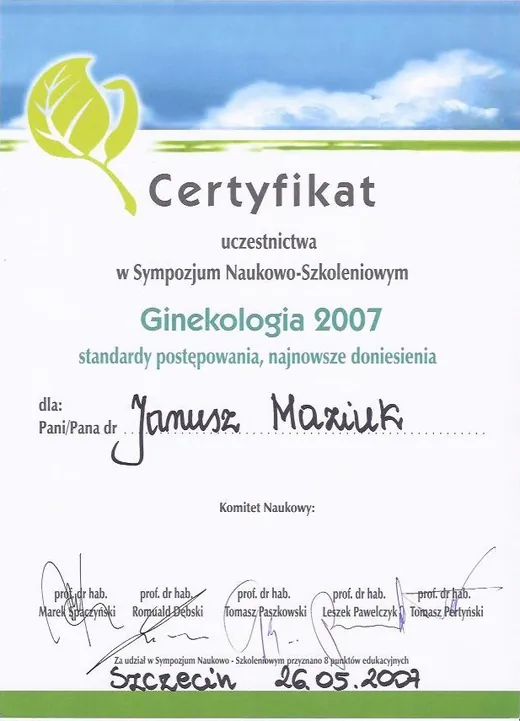 Certyfikat
uczestnictwa
w Sympozjum Naukowo-Szkoleniowym
Ginekologia 2007
standardy postępowania, najnowsze doniesienia
dla:
Pani/Pana dr Janusz Maziuk
Komitet Naukowy:
prof. dr hab. prof. dr hab. prof. dr hab. prof. dr hab. prof. dr hab.
Marek Spaczyński Romuald Dębski Tomasz Paszkowski Leszek Pawelczyk Tomasz Pertyński
Za udział w Sympozjum Naukowo - Szkoleniowym przyznano 8 punktów edukacyjnych
Szczecin 26.05.2007